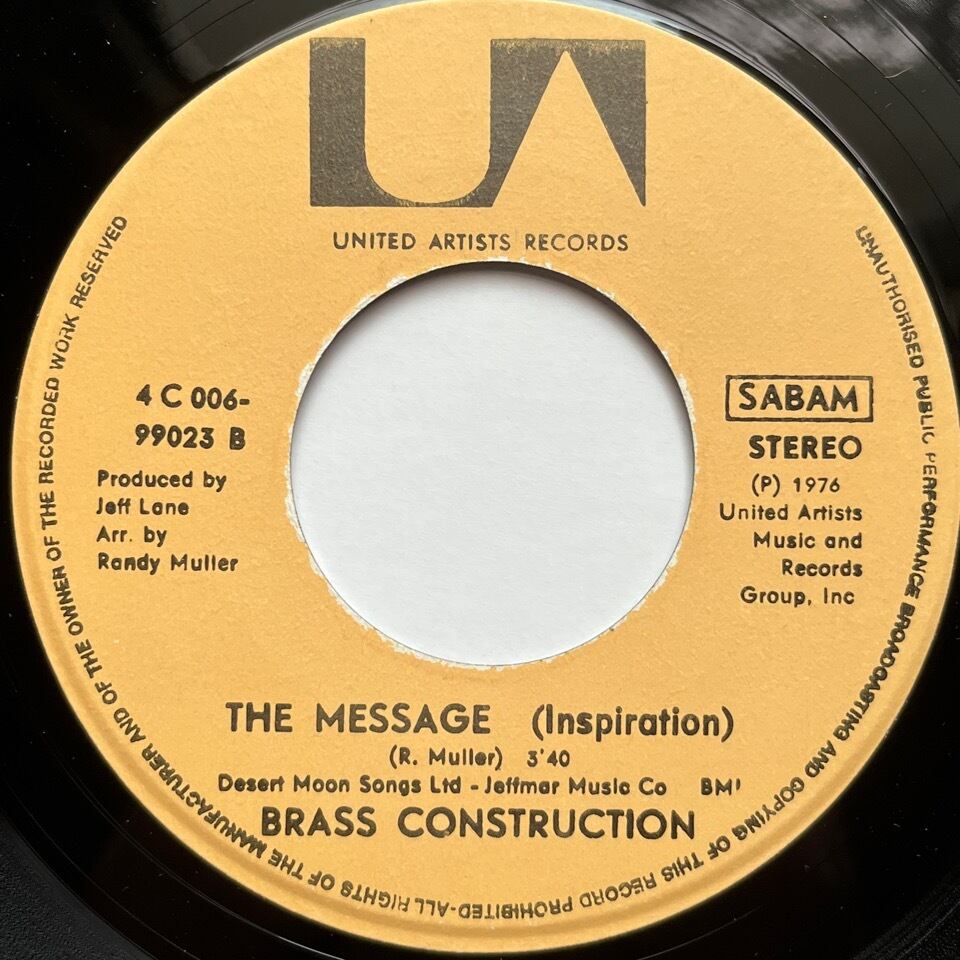 UA
UNITED ARTISTS RECORDS
4 C 006-
99023 B
Produced by
Jeff Lane
Arr. by
Randy Muller
SABAM
STEREO
(P) 1976
United Artists
Music and
Records
Group, Inc
THE MESSAGE (Inspiration)
(R. Muller) 3'40
Desert Moon Songs Ltd - Jeffmar Music Co BMI
BRASS CONSTRUCTION
ALL RIGHTS OF THE MANUFACTURER AND OF THE OWNER OF THE RECORDED WORK RESERVED
UNAUTHORISED PUBLIC PERFORMANCE BROADCASTING AND COPYING OF THIS RECORD PROHIBITED-